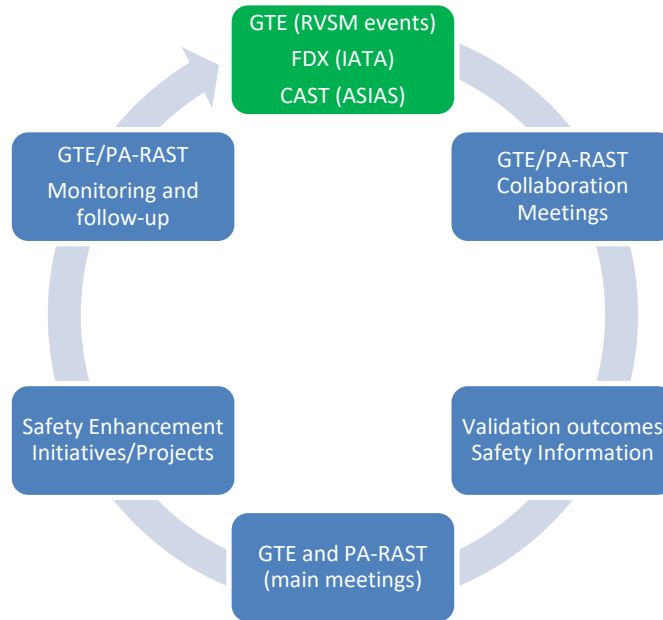 GTE (RVSM events)
FDX (IATA)
CAST (ASIAS)
GTE/PA-RAST
Collaboration
Meetings
Validation outcomes
Safety Information
GTE and PA-RAST
(main meetings)
Safety Enhancement
Initiatives/Projects
GTE/PA-RAST
Monitoring and
follow-up